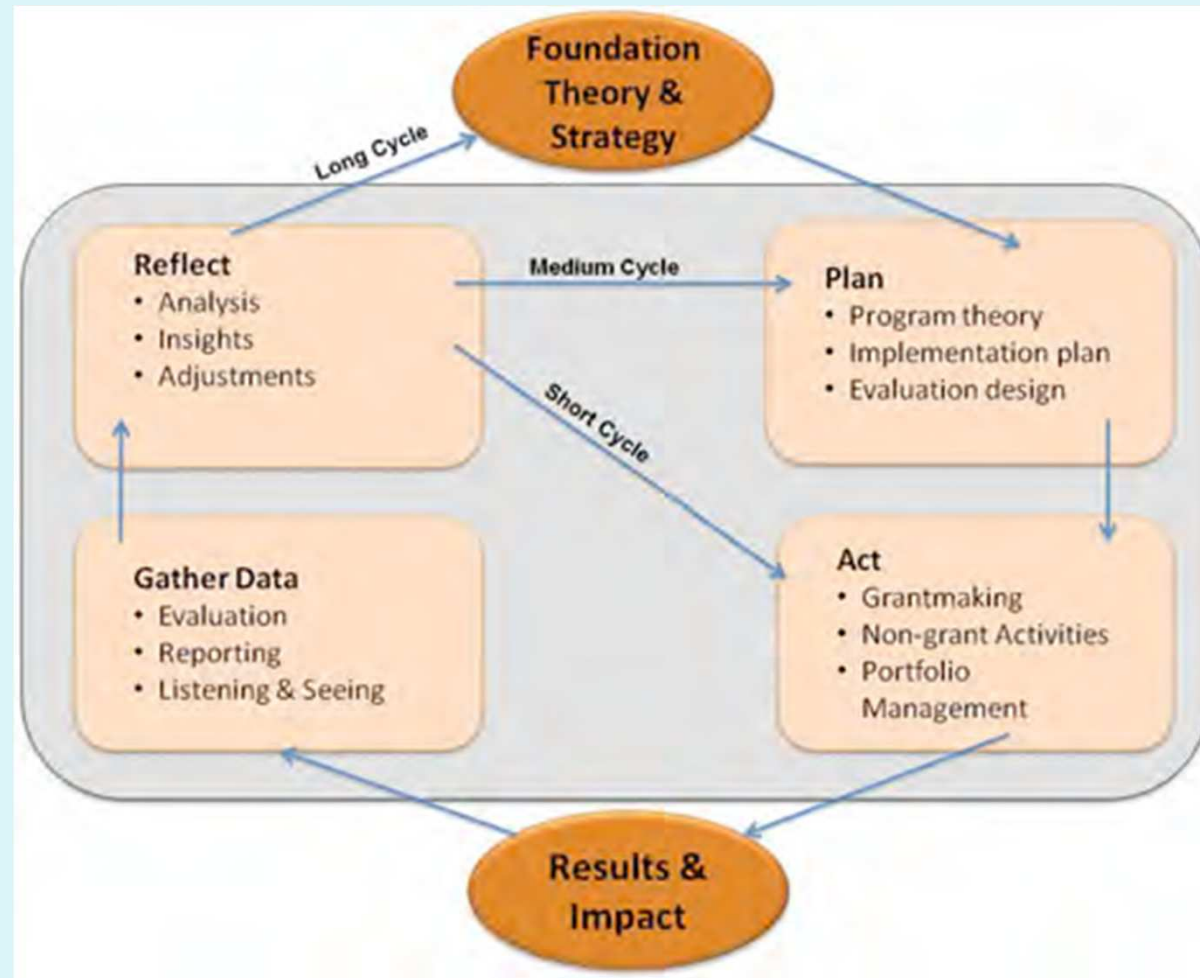 Foundation
Theory &
Strategy
Long Cycle
Reflect
• Analysis
• Insights
• Adjustments
Medium Cycle
Plan
• Program theory
• Implementation plan
• Evaluation design
Short Cycle
Gather Data
• Evaluation
• Reporting
• Listening & Seeing
Act
• Grantmaking
• Non-grant Activities
• Portfolio
Management
Results &
Impact